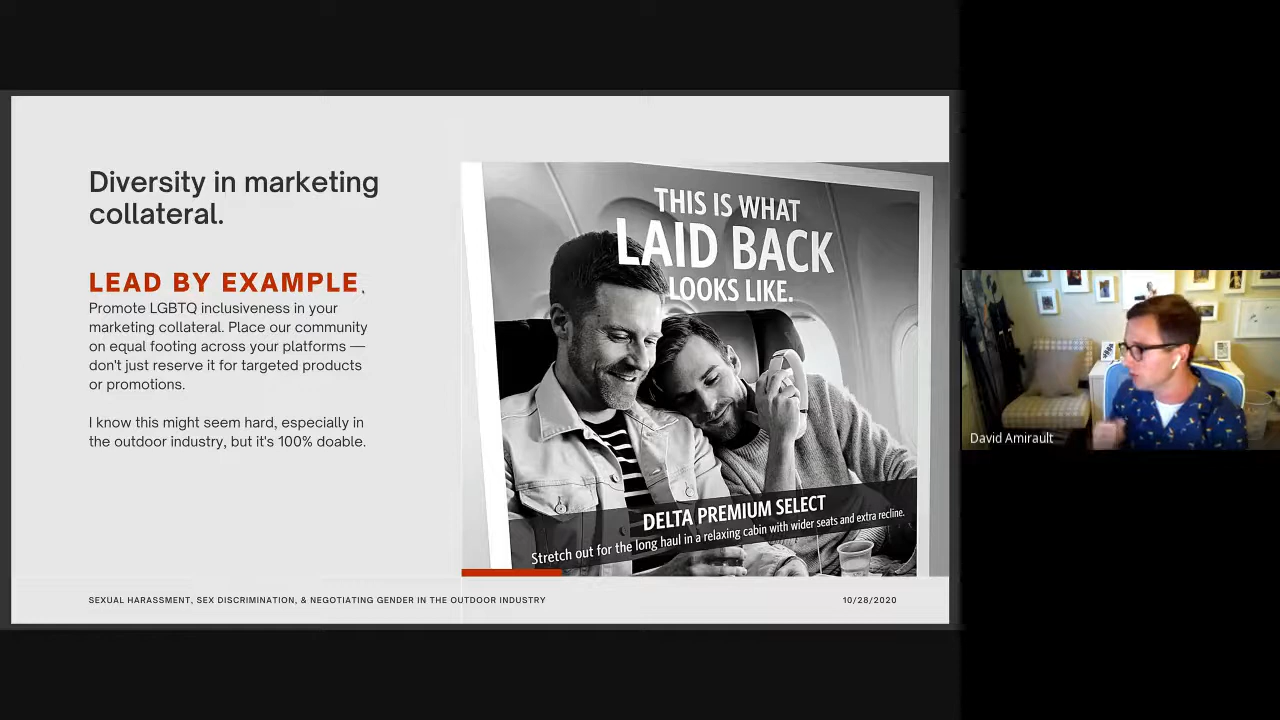 Diversity in marketing
collateral.
LEAD BY EXAMPLE.
Promote LGBTQ inclusiveness in your
marketing collateral. Place our community
on equal footing across your platforms —
don't just reserve it for targeted products
or promotions.
I know this might seem hard, especially in
the outdoor industry, but it's 100% doable.
THIS IS WHAT
LAID BACK
LOOKS LIKE.
DELTA PREMIUM SELECT
Stretch out for the long haul in a relaxing cabin with wider seats and extra recline.
SEXUAL HARASSMENT, SEX DISCRIMINATION, & NEGOTIATING GENDER IN THE OUTDOOR INDUSTRY
10/28/2020
David Amirault